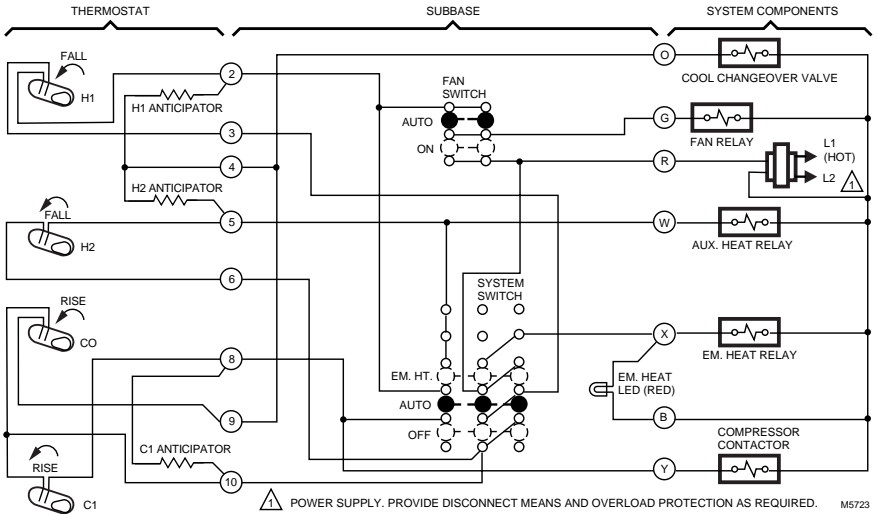 THERMOSTAT
SUBBASE
SYSTEM COMPONENTS
FALL
H1
2
H1 ANTICIPATOR
3
4
H2 ANTICIPATOR
FALL
5
H2
6
RISE
CO
8
9
C1 ANTICIPATOR
RISE
10
C1
FAN
SWITCH
AUTO
ON
SYSTEM
SWITCH
EM. HT.
AUTO
OFF
O
COOL CHANGEOVER VALVE
G
FAN RELAY
R
L1
(HOT)
L2
1
W
AUX. HEAT RELAY
X
EM. HEAT RELAY
EM. HEAT
LED (RED)
B
COMPRESSOR
CONTACTOR
Y
1 POWER SUPPLY. PROVIDE DISCONNECT MEANS AND OVERLOAD PROTECTION AS REQUIRED.
M5723